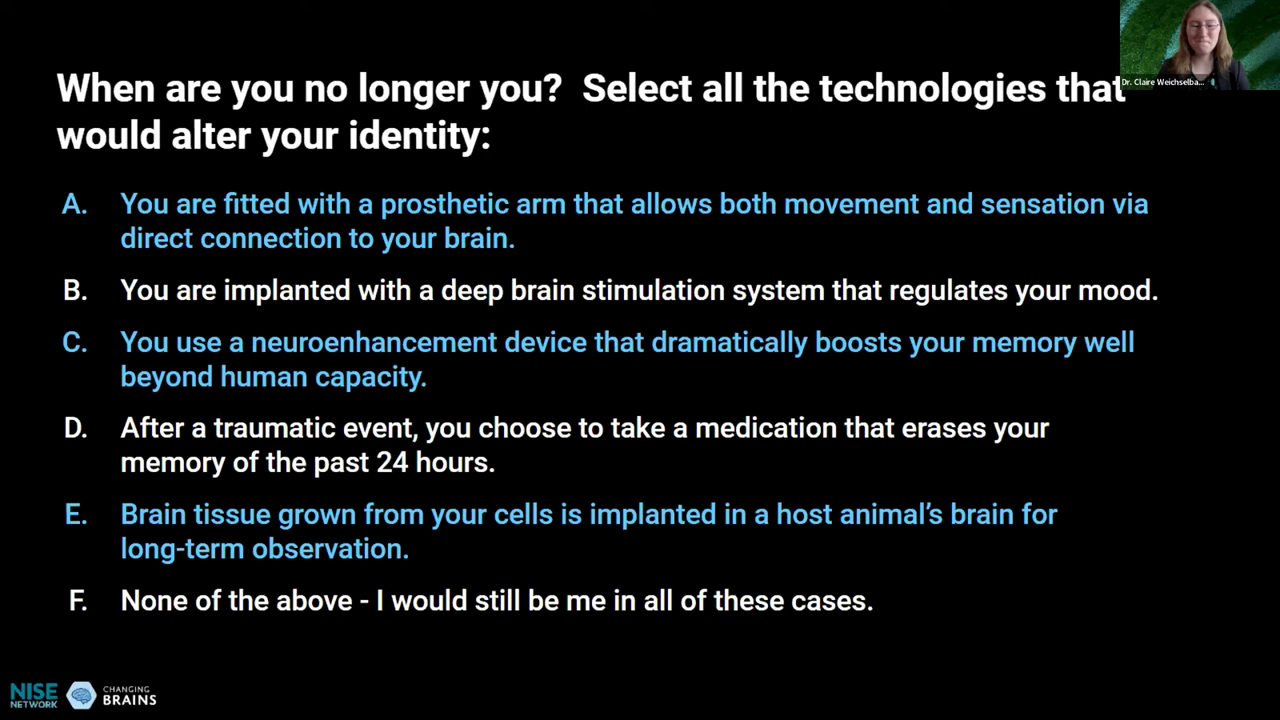 Dr. Claire Weichselba...
When are you no longer you? Select all the technologies that
would alter your identity:
A. You are fitted with a prosthetic arm that allows both movement and sensation via
direct connection to your brain.
B. You are implanted with a deep brain stimulation system that regulates your mood.
C. You use a neuroenhancement device that dramatically boosts your memory well
beyond human capacity.
D. After a traumatic event, you choose to take a medication that erases your
memory of the past 24 hours.
E. Brain tissue grown from your cells is implanted in a host animal’s brain for
long-term observation.
F. None of the above - I would still be me in all of these cases.
NISE
NETWORK
CHANGING
BRAINS